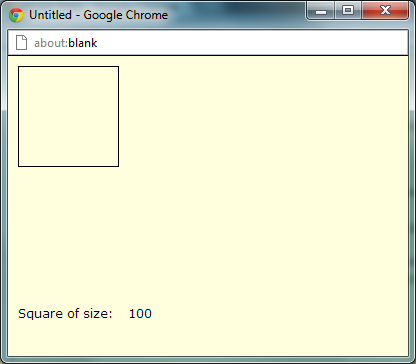 Untitled - Google Chrome
about:blank
Square of size: 100